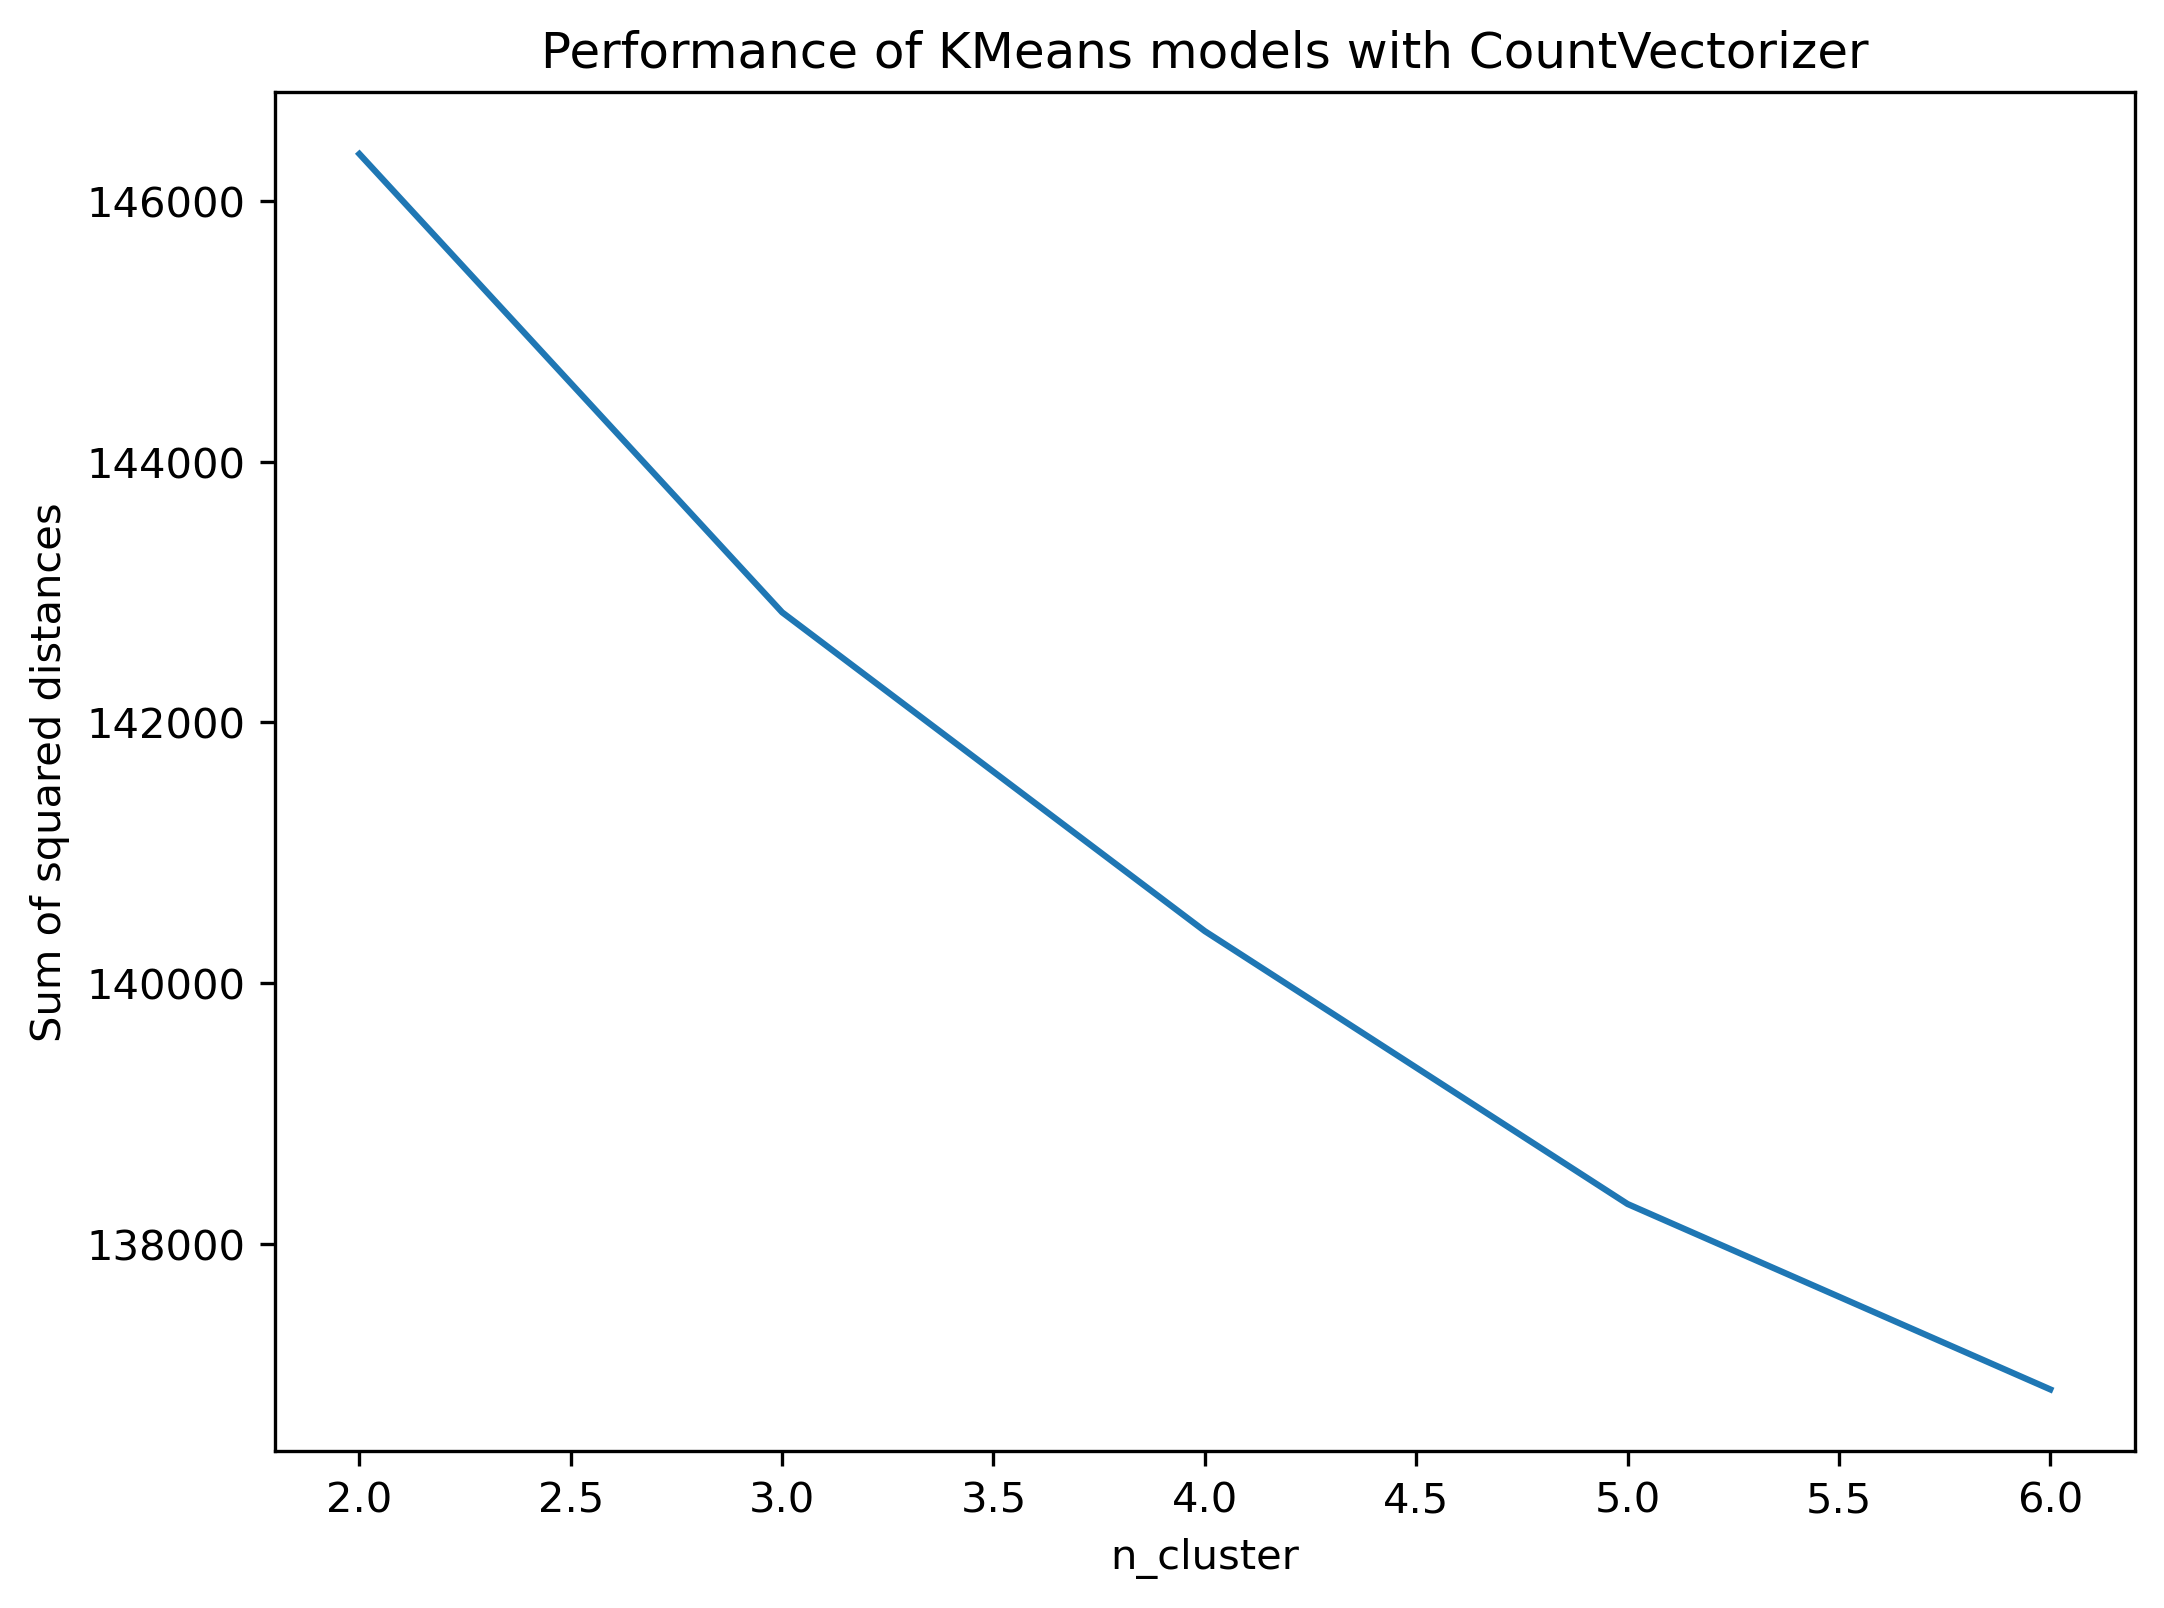 Performance of KMeans models with CountVectorizer
146000
144000
142000
140000
138000
Sum of squared distances
2.0 2.5 3.0 3.5 4.0 4.5 5.0 5.5 6.0
n_cluster